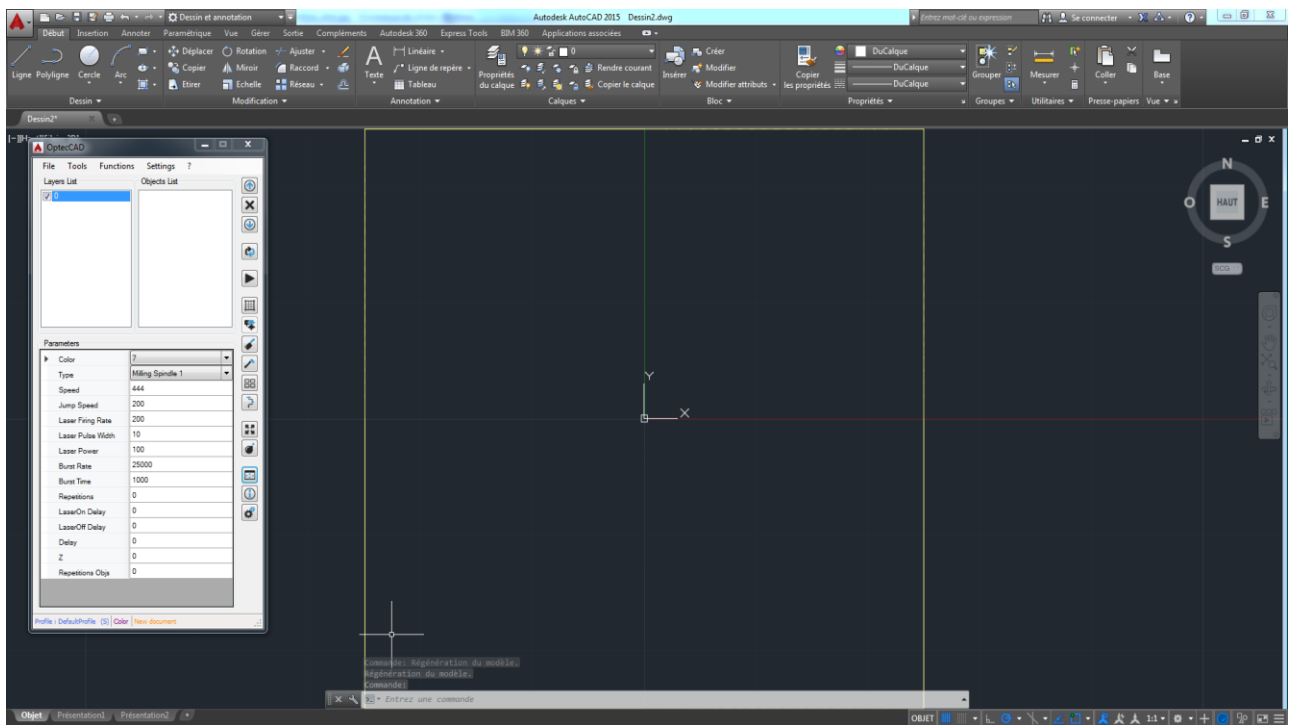 Dessin et annotation
Autodesk AutoCAD 2015 Dessin2.dwg
Entrez mot-clé ou expression
Se connecter
Début Insertion Annoter Paramétrique Vue Gérer Sortie Compléments Autodesk 360 Express Tools BIM 360 Applications associées
Déplacer Rotation Ajuster
Linéaire
0
Créer
DuCalque
Copier Miroir Raccord
Ligne de repère
Rendre courant
Modifier
DuCalque
Etirer Echelle Réseau
Tableau
Copier le calque
Modifier attributs
DuCalque
Ligne Polyligne Cercle Arc
Texte
Propriétés du calque
Insérer
Copier les propriétés
Grouper
Mesurer
Coller
Base
Dessin Modification Annotation Calques Bloc Propriétés Groupes Utilitaires Presse-papiers Vue
Dessin2*
OptecCAD
File Tools Functions Settings ?
Layers List Objects List
0
Parameters
Color 7
Type Milling Spindle 1
Speed 444
Jump Speed 200
Laser Firing Rate 200
Laser Pulse Width 10
Laser Power 100
Burst Rate 25000
Burst Time 1000
Repetitions 0
LaserOn Delay 0
LaserOff Delay 0
Delay 0
Z 0
Repetitions Objs 0
Profile : DefaultProfile (S) Color New document
N
O HAUT E
S
SCG
Y
X
Commande: Régénération du modèle.
Régénération du modèle.
Commande:
Entrez une commande
Objet Présentation1 Présentation2 +
OBJET
1:1